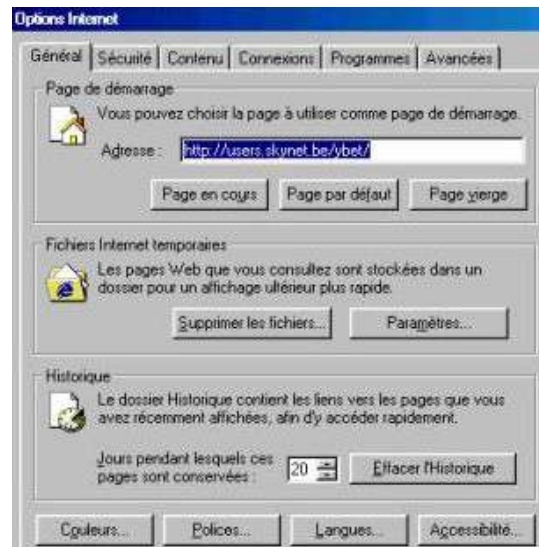 Options Internet
Général Sécurité Contenu Connexions Programmes Avancées
Page de démarrage
Vous pouvez choisir la page à utiliser comme page de démarrage.
Adresse : http://users.skynet.be/ybet/
Page en cours Page par défaut Page vierge
Fichiers Internet temporaires
Les pages Web que vous consultez sont stockées dans un
dossier pour un affichage ultérieur plus rapide.
Supprimer les fichiers... Paramètres...
Historique
Le dossier Historique contient les liens vers les pages que vous
avez récemment affichées, afin d'y accéder rapidement.
Jours pendant lesquels ces
pages sont conservées : 20 Effacer l'Historique
Couleurs... Polices... Langues... Accessibilité...